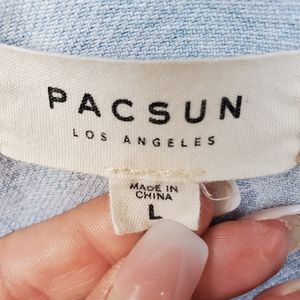 PACSUN
LOS ANGELES
MADE IN
CHINA
L